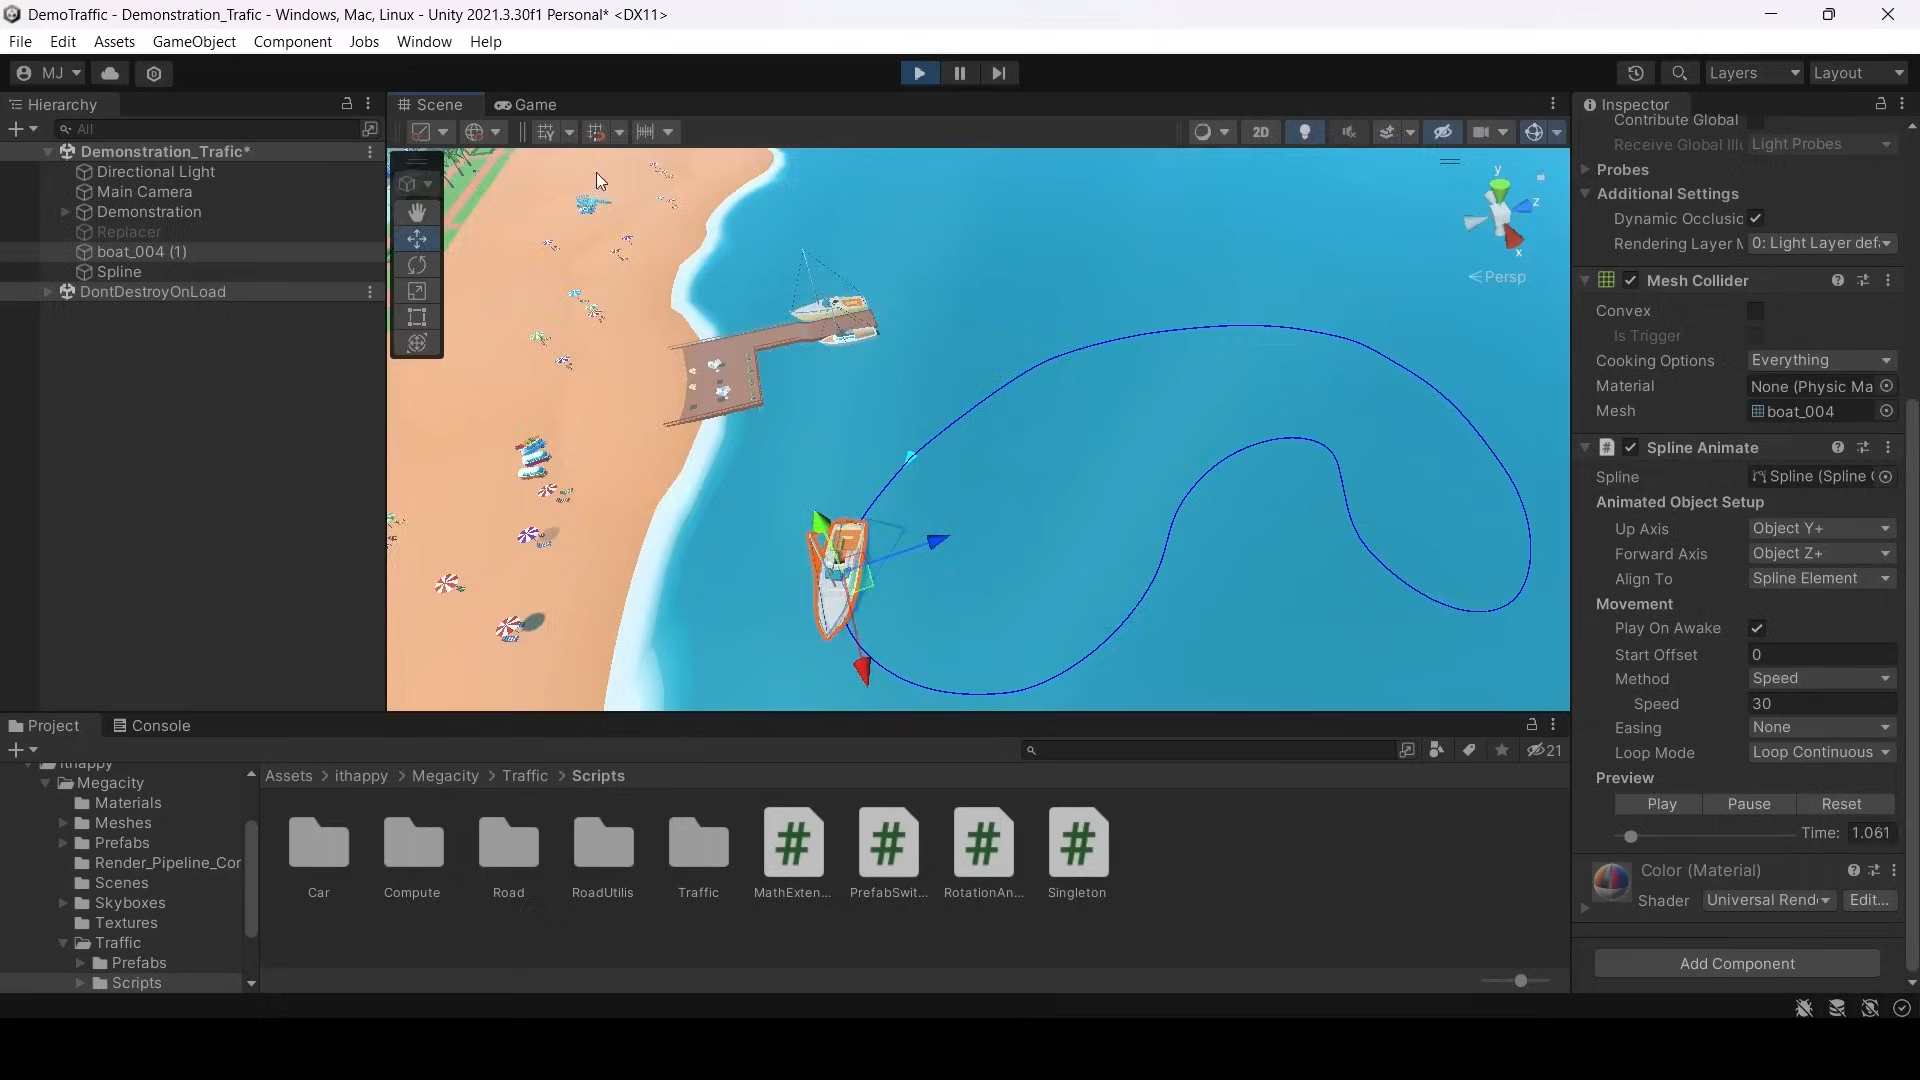 DemoTraffic - Demonstration_Trafic - Windows, Mac, Linux - Unity 2021.3.30f1 Personal* <DX11>
File Edit Assets GameObject Component Jobs Window Help
MJ Layers Layout
Hierarchy
All
Demonstration_Trafic*
Directional Light
Main Camera
Demonstration
Replacer
boat_004 (1)
Spline
DontDestroyOnLoad
Scene Game
2D
y
z
x
Persp
Inspector
Contribute Global
Receive Global Illu Light Probes
Probes
Additional Settings
Dynamic Occlusic
Rendering Layer M 0: Light Layer defa
Mesh Collider
Convex
Is Trigger
Cooking Options Everything
Material None (Physic Ma
Mesh boat_004
Spline Animate
Spline Spline (Spline C
Animated Object Setup
Up Axis Object Y+
Forward Axis Object Z+
Align To Spline Element
Movement
Play On Awake
Start Offset 0
Method Speed
Speed 30
Easing None
Loop Mode Loop Continuous
Preview
Play Pause Reset
Time: 1.061
Color (Material)
Shader Universal Rend Edit...
Add Component
Project Console
21
ithappy
Megacity
Materials
Meshes
Prefabs
Render_Pipeline_Cor
Scenes
Skyboxes
Textures
Traffic
Prefabs
Scripts
Assets > ithappy > Megacity > Traffic > Scripts
Car Compute Road RoadUtilis Traffic MathExten... PrefabSwit... RotationAn... Singleton